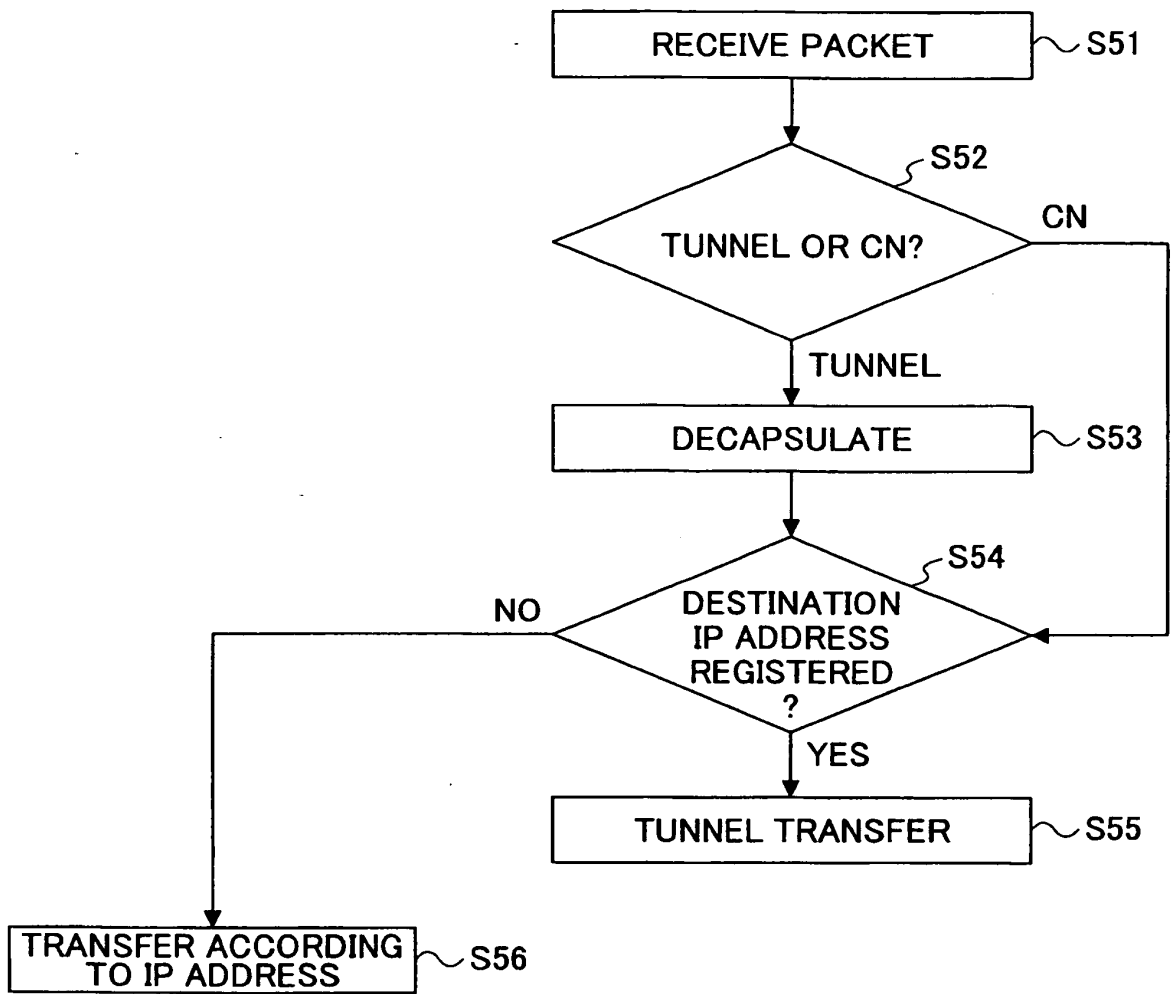 RECEIVE PACKET
S51
S52
TUNNEL OR CN?
CN
TUNNEL
DECAPSULATE
S53
S54
NO
DESTINATION
IP ADDRESS
REGISTERED
?
YES
TUNNEL TRANSFER
S55
TRANSFER ACCORDING
TO IP ADDRESS
S56